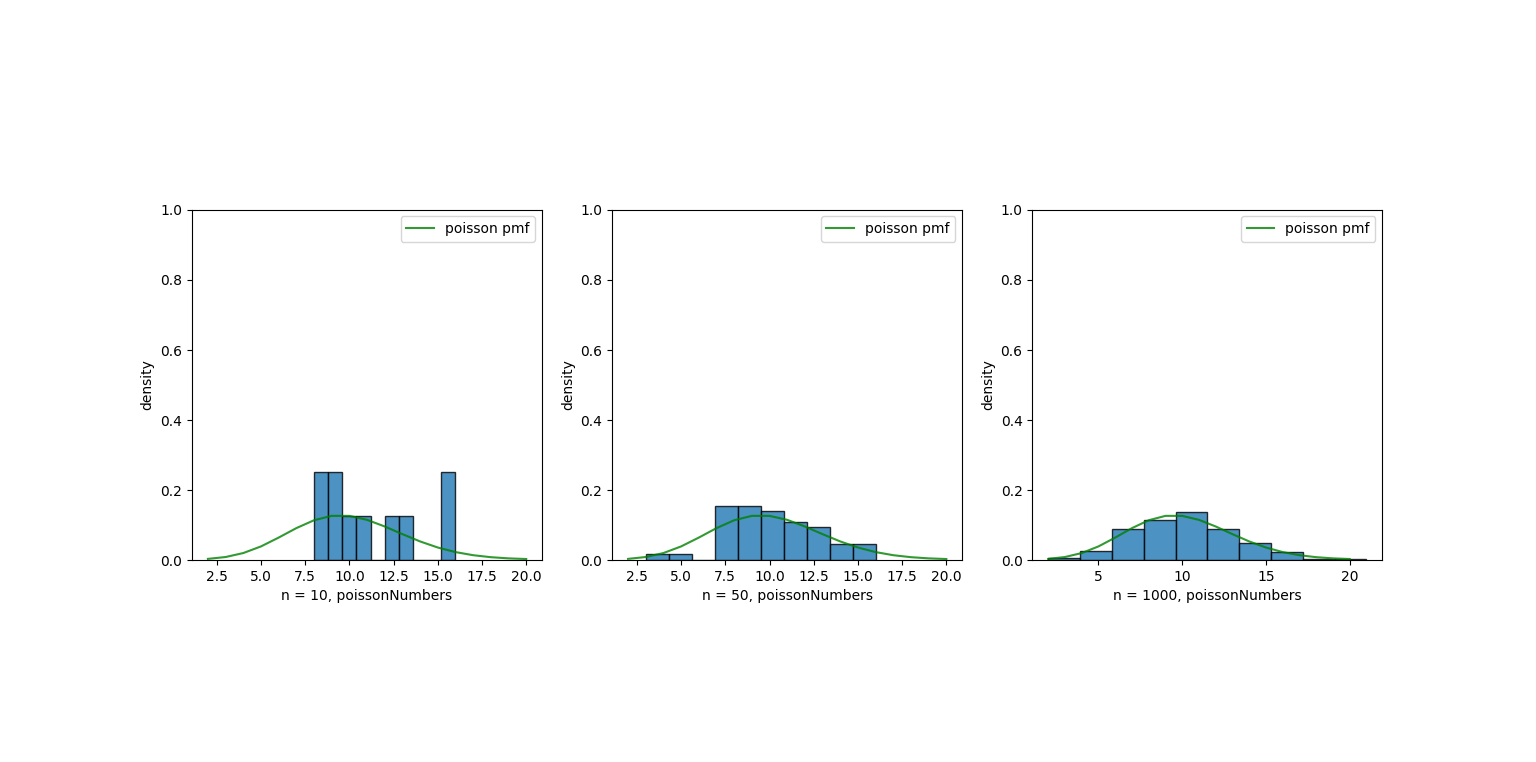 1.0
0.8
0.6
0.4
0.2
0.0
density
poisson pmf
2.5 5.0 7.5 10.0 12.5 15.0 17.5 20.0
n = 10, poissonNumbers
1.0
0.8
0.6
0.4
0.2
0.0
density
poisson pmf
2.5 5.0 7.5 10.0 12.5 15.0 17.5 20.0
n = 50, poissonNumbers
1.0
0.8
0.6
0.4
0.2
0.0
density
poisson pmf
5 10 15 20
n = 1000, poissonNumbers